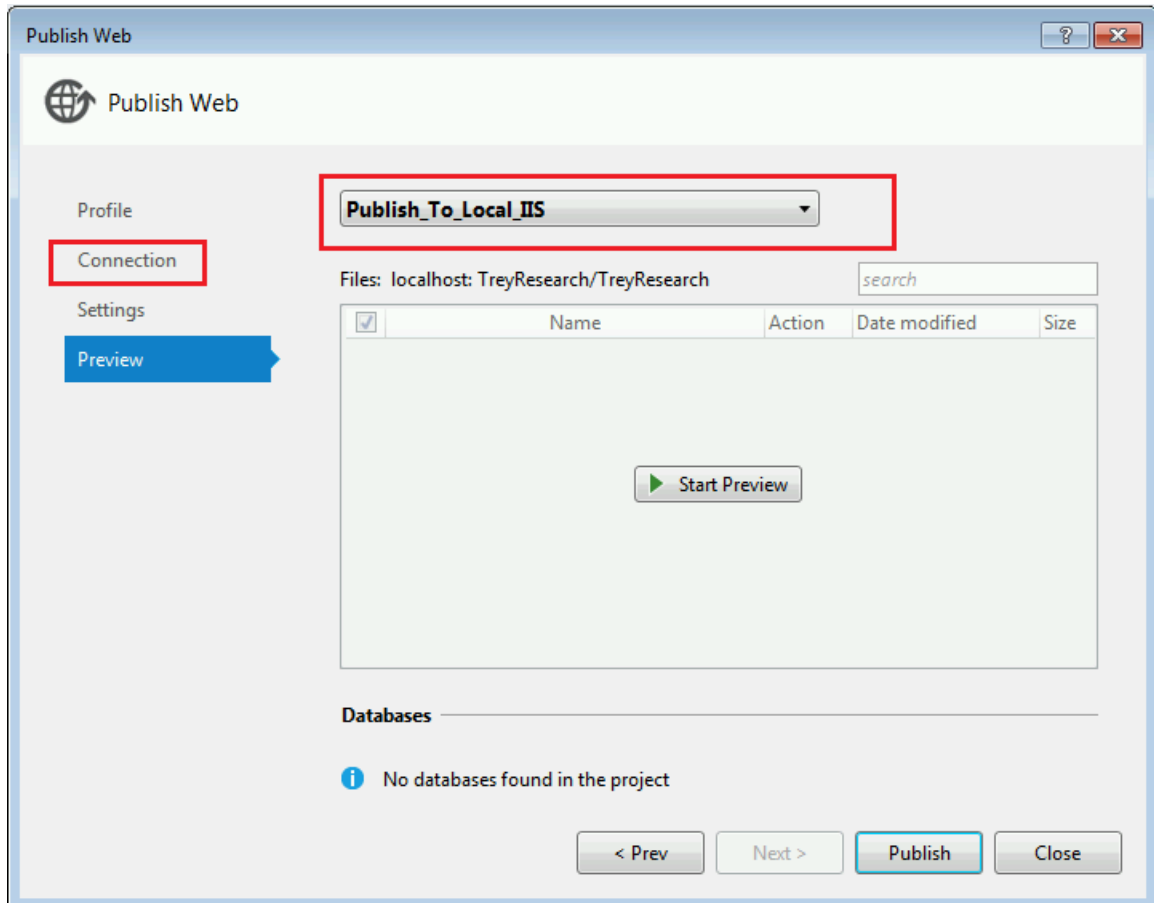 Publish Web
?
Publish Web
Profile
Connection
Settings
Preview
Publish_To_Local_IIS
Files: localhost: TreyResearch/TreyResearch
search
Name Action Date modified Size
Start Preview
Databases
No databases found in the project
< Prev Next > Publish Close